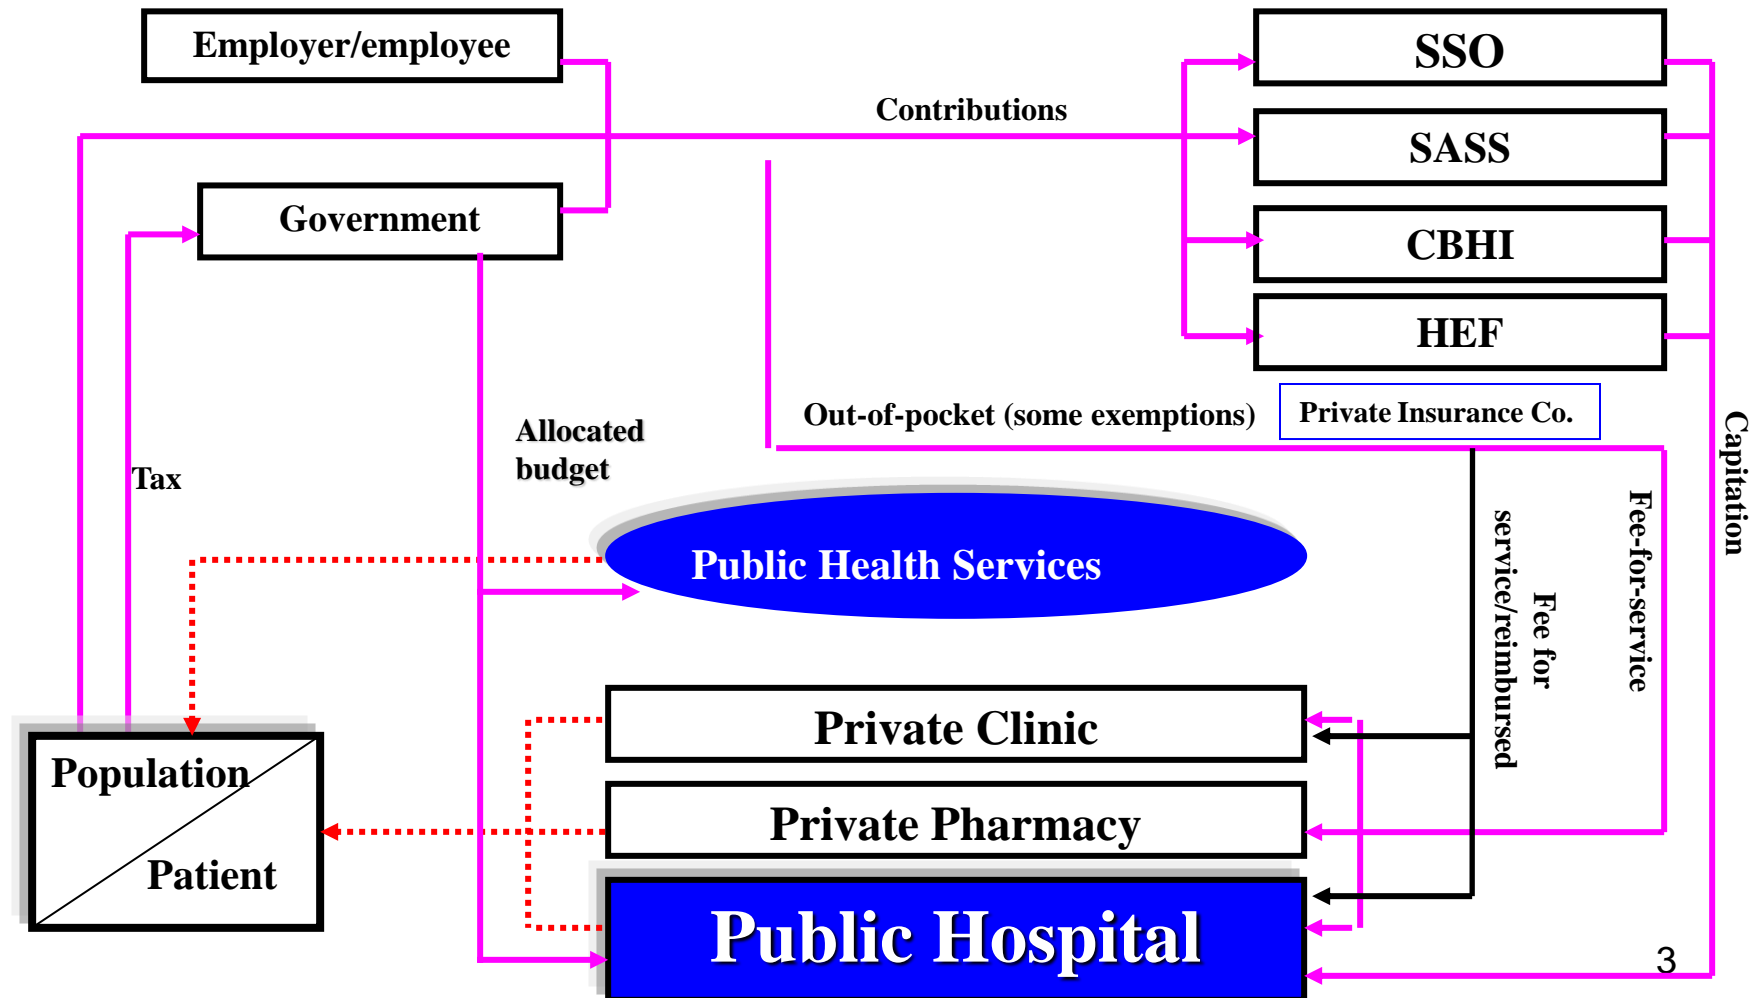 Employer/employee
SSO
Contributions
SASS
Government
CBHI
HEF
Out-of-pocket (some exemptions)
Private Insurance Co.
Allocated
budget
Capitation
Tax
Fee-for-service
Fee for
service/reimbursed
Public Health Services
Private Clinic
Population
Private Pharmacy
Patient
Public Hospital
3